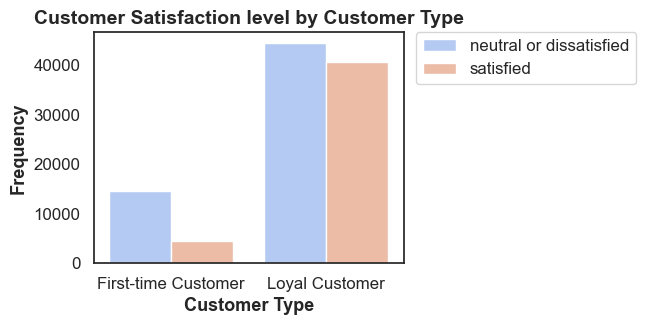 Customer Satisfaction level by Customer Type
neutral or dissatisfied
satisfied
Frequency
40000
30000
20000
10000
0
First-time Customer
Loyal Customer
Customer Type